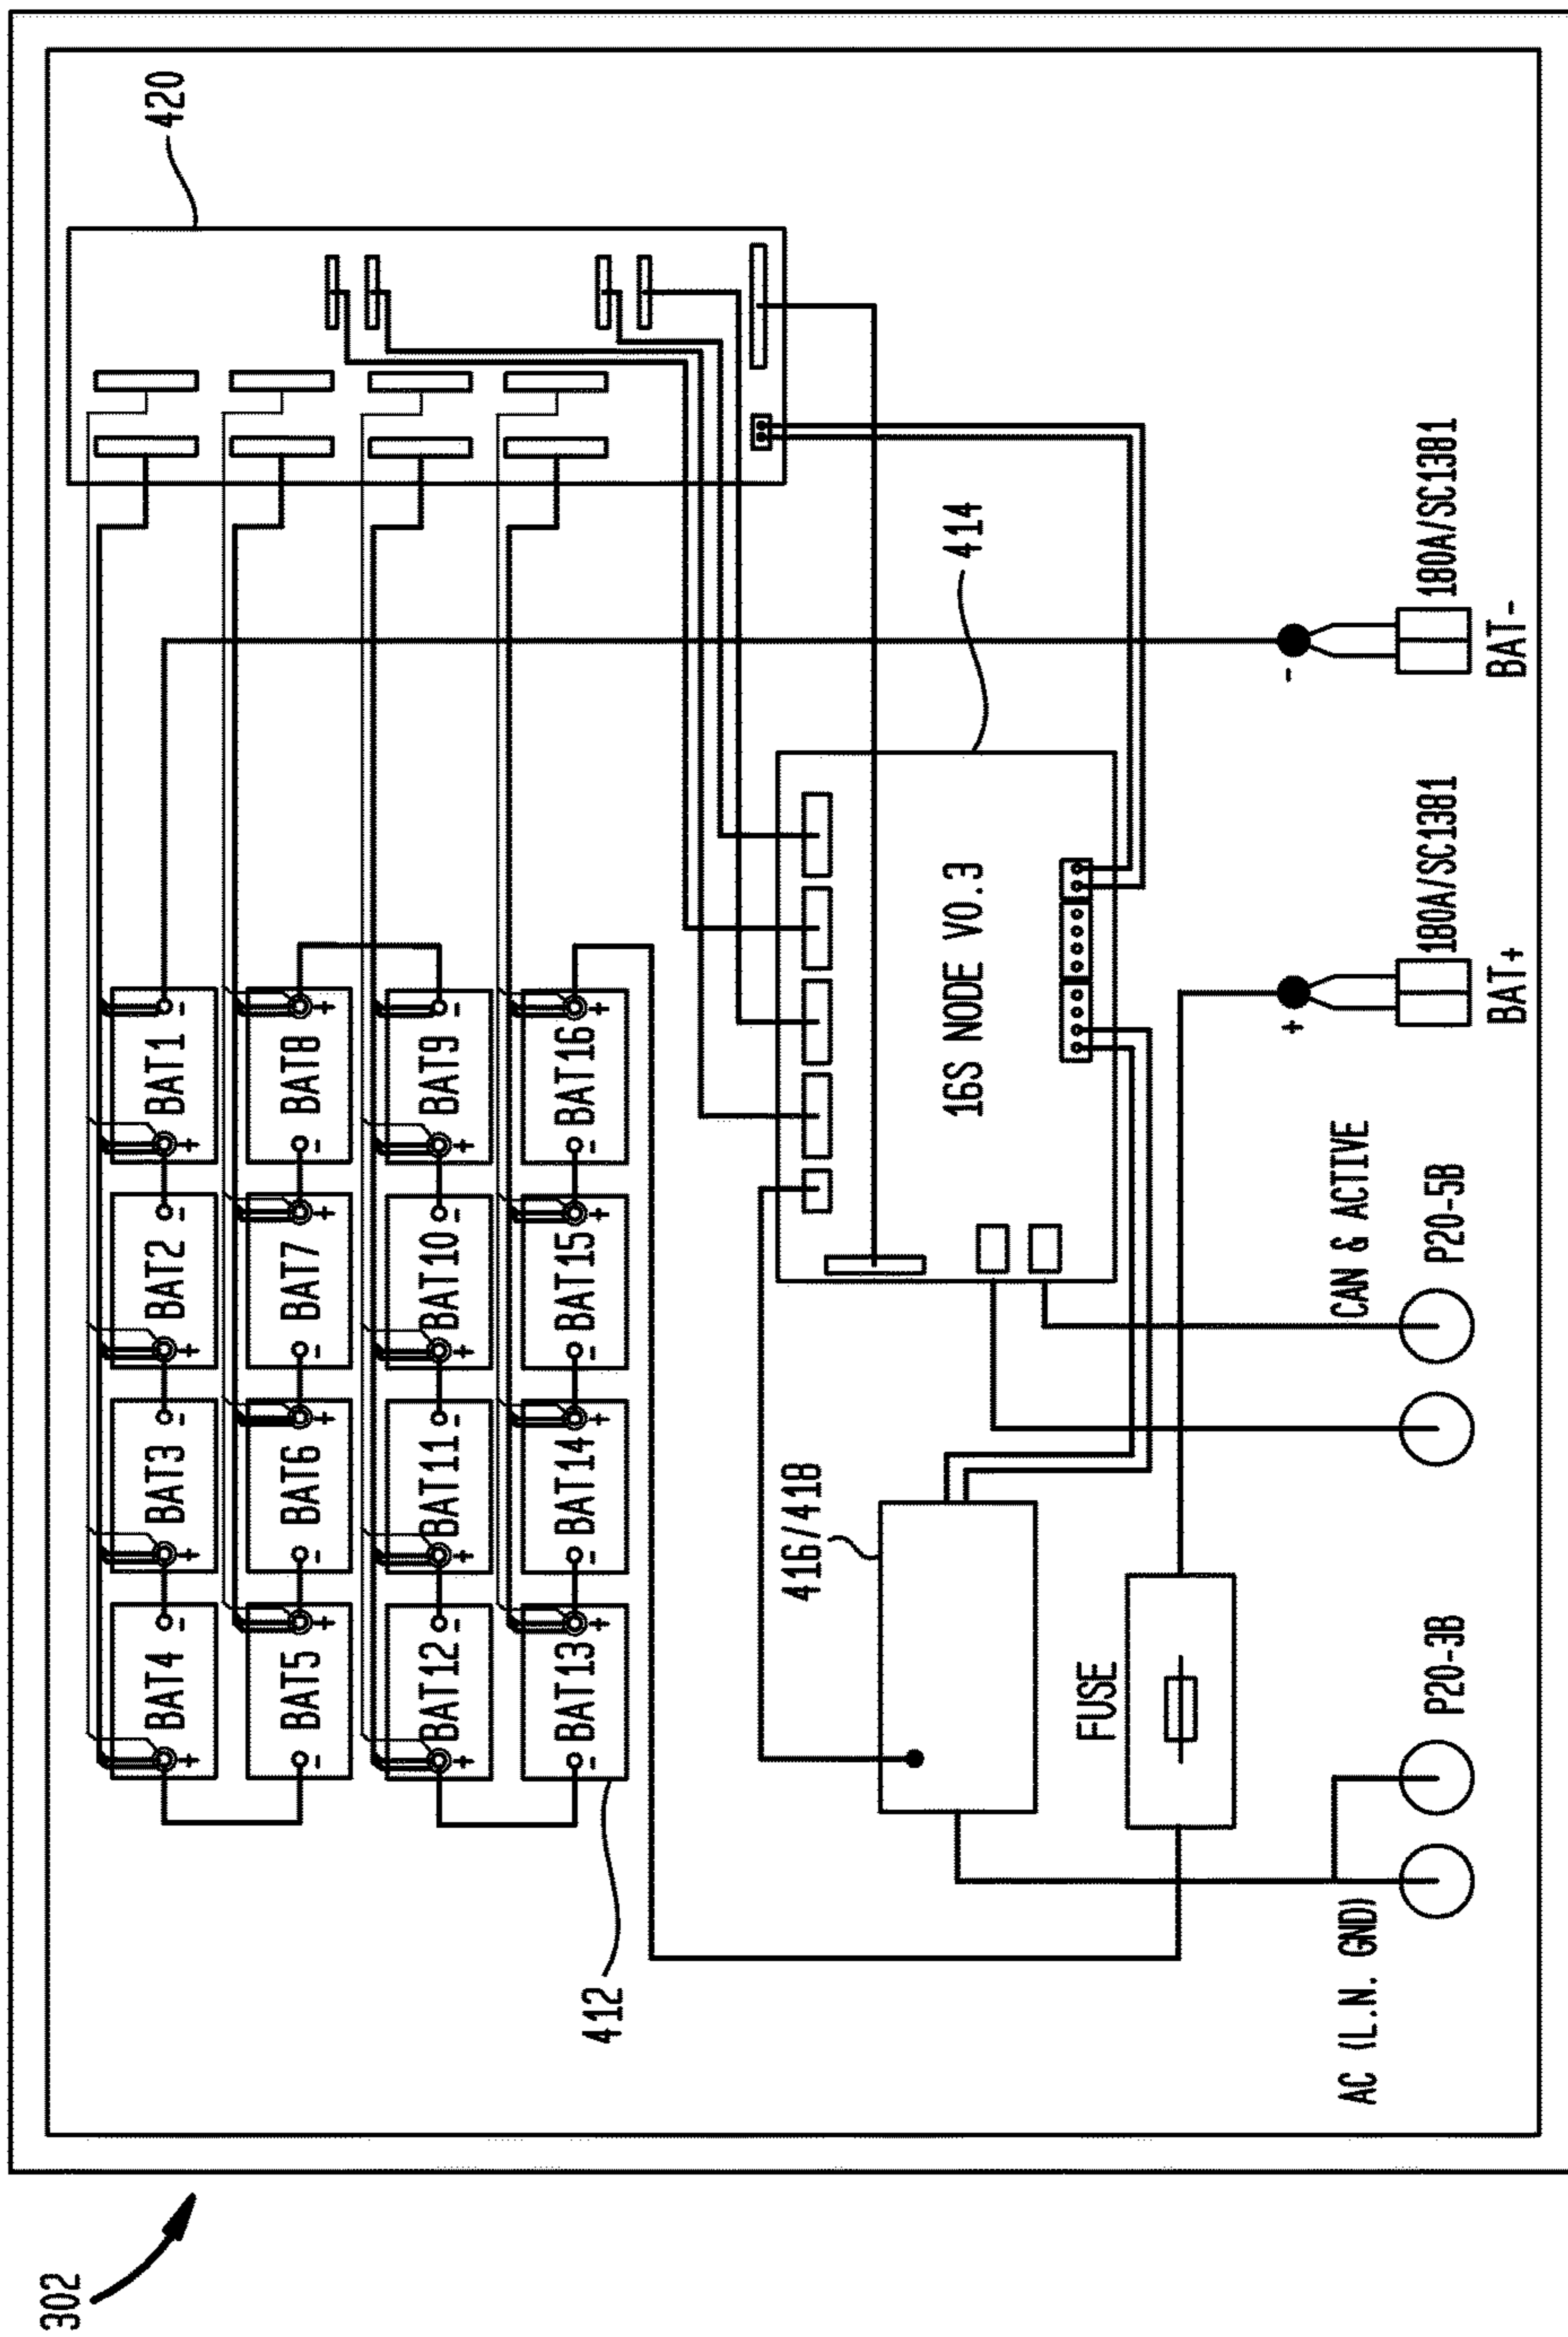 302
420
BAT4 BAT3 BAT2 BAT1
+ - + - + - + -
BAT5 BAT6 BAT7 BAT8
- + - + - + - +
BAT12 BAT11 BAT10 BAT9
+ - + - + - + -
BAT13 BAT14 BAT15 BAT16
- + - + - + - +
412
416/418
16S NODE V0.3
414
FUSE
+
-
AC (L.N. GND)
CAN & ACTIVE
P20-3B
P20-5B
180A/SC1381
180A/SC1381
BAT+
BAT-